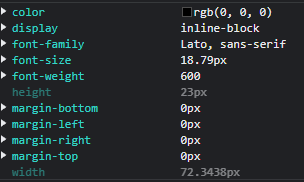 color rgb(0, 0, 0)
display inline-block
font-family Lato, sans-serif
font-size 18.79px
font-weight 600
height 23px
margin-bottom 0px
margin-left 0px
margin-right 0px
margin-top 0px
width 72.3438px